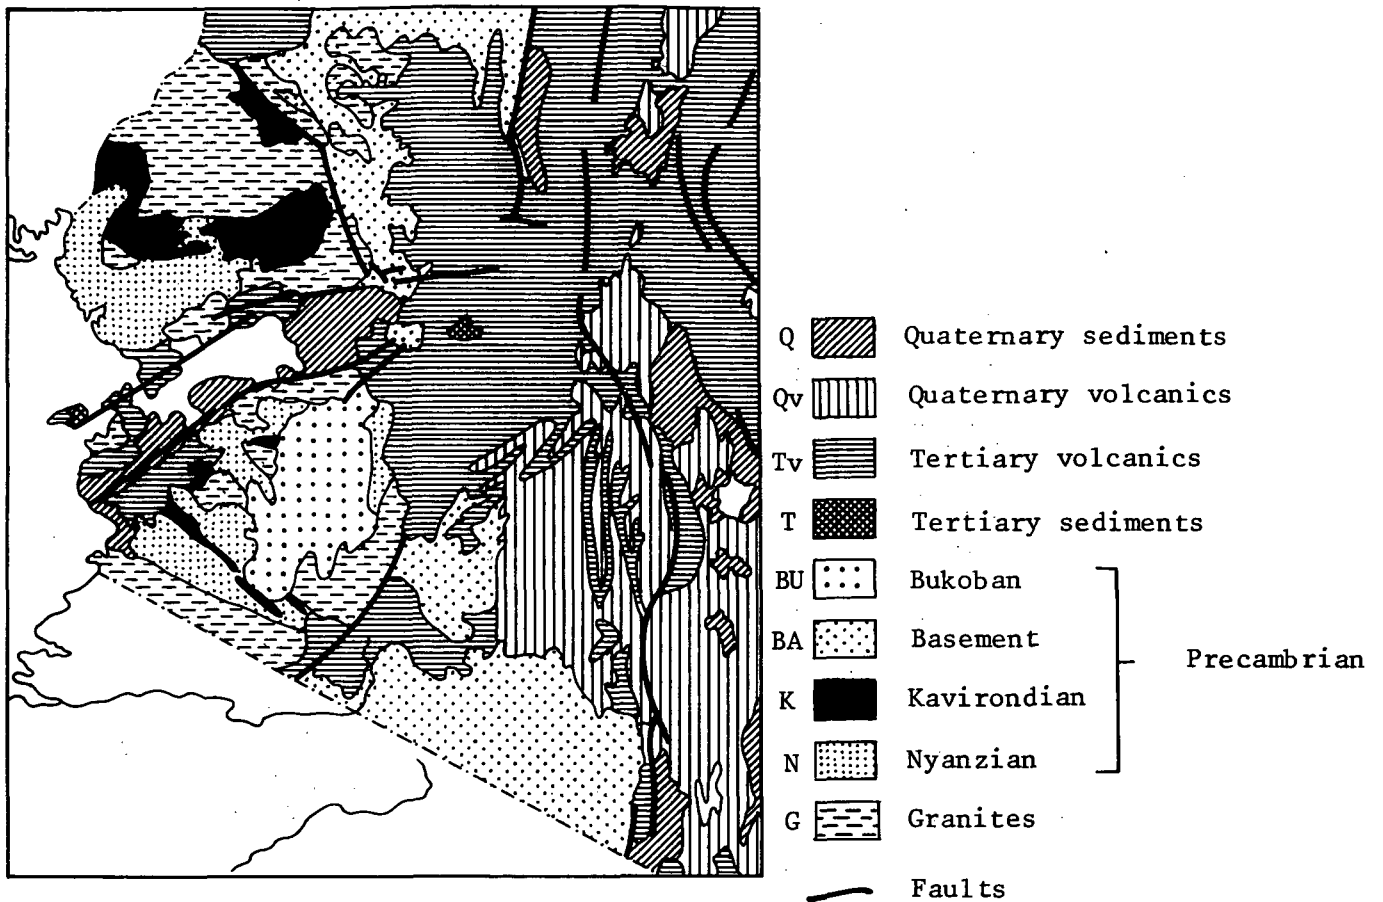 Q Quaternary sediments
Qv Quaternary volcanics
Tv Tertiary volcanics
T Tertiary sediments
BU Bukoban
BA Basement
Precambrian
K Kavirondian
N Nyanzian
G Granites
Faults